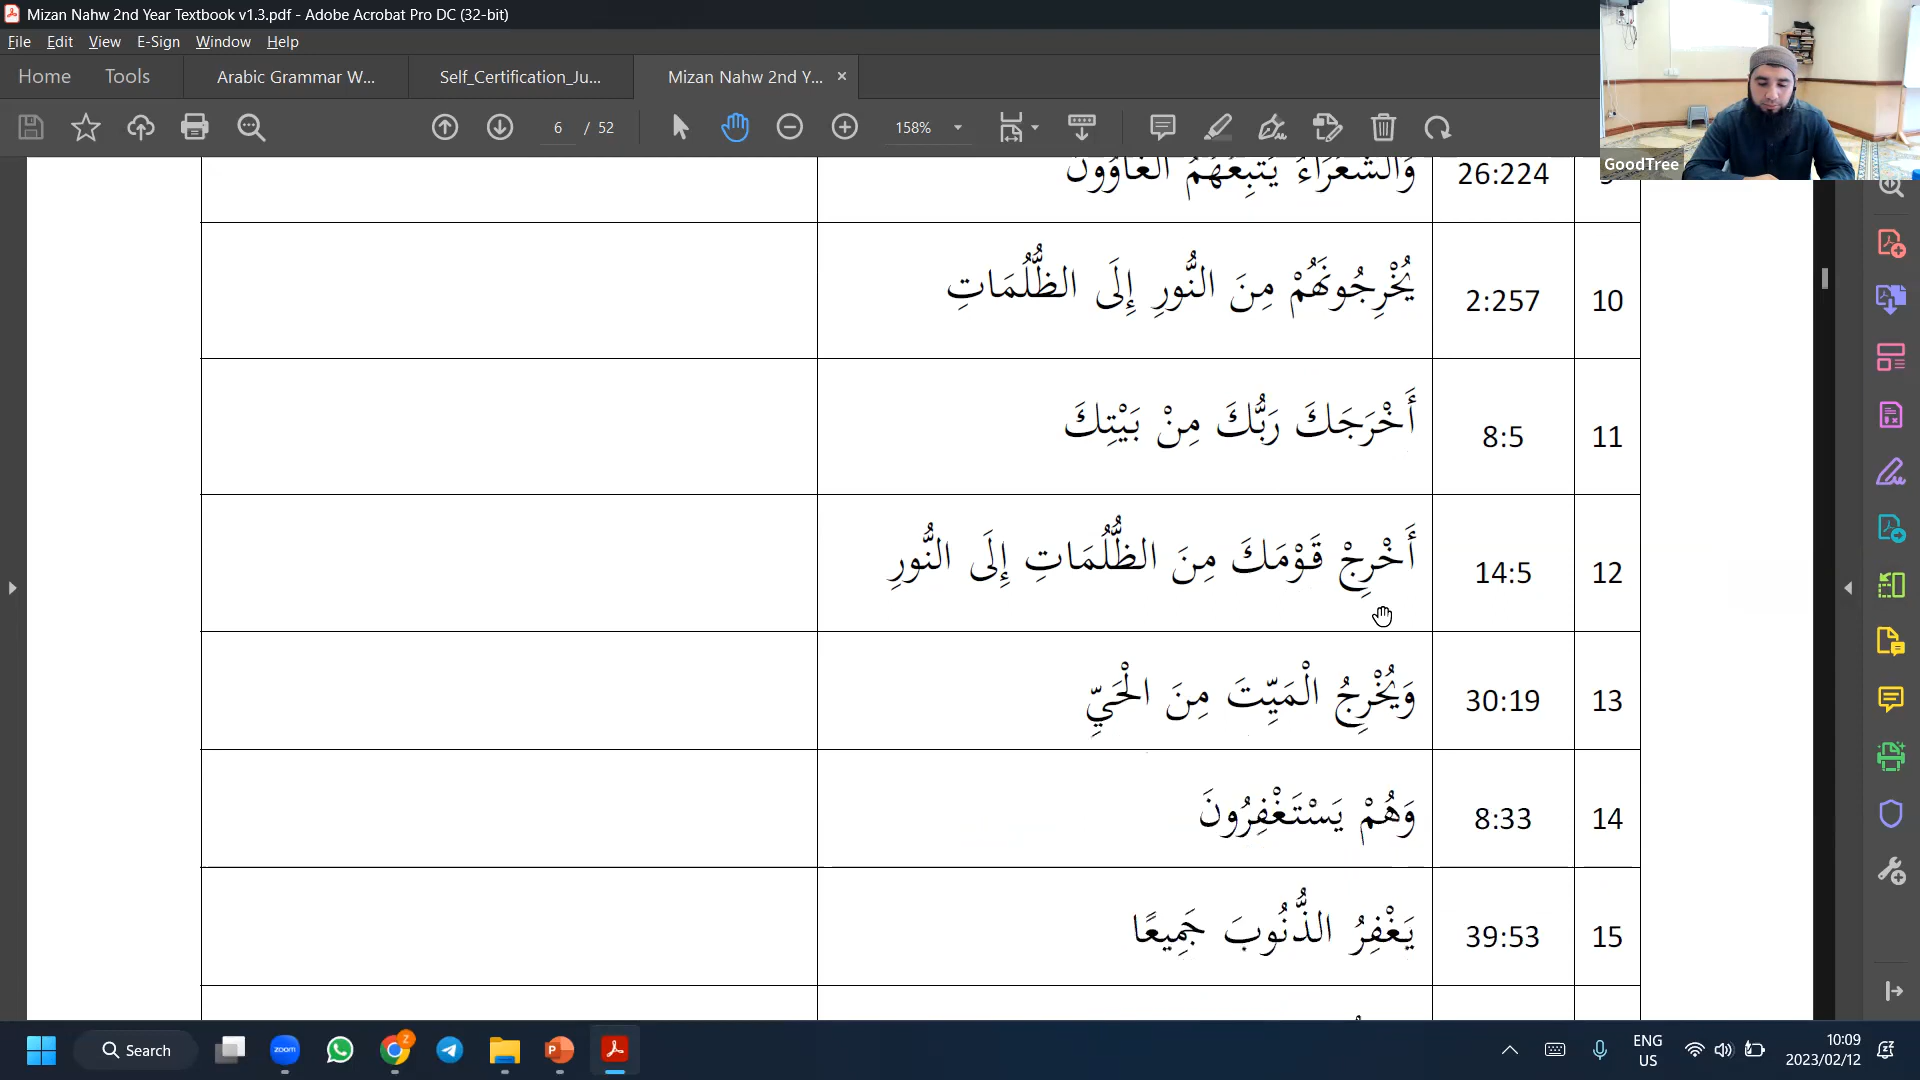 Mizan Nahw 2nd Year Textbook v1.3.pdf - Adobe Acrobat Pro DC (32-bit)
File Edit View E-Sign Window Help
Home Tools Arabic Grammar W... Self_Certification_Ju... Mizan Nahw 2nd Y... ×
6 / 52 158%
GoodTree
وَالشُّعَرَاءُ يَتَّبِعُهُمُ الْغَاوُونَ 26:224
يُخْرِجُونَهُمْ مِنَ النُّورِ إِلَى الظُّلُمَاتِ 2:257 10
أَخْرَجَكَ رَبُّكَ مِنْ بَيْتِكَ 8:5 11
أَخْرِجْ قَوْمَكَ مِنَ الظُّلُمَاتِ إِلَى النُّورِ 14:5 12
وَيُخْرِجُ الْمَيِّتَ مِنَ الْحَيِّ 30:19 13
وَهُمْ يَسْتَغْفِرُونَ 8:33 14
يَغْفِرُ الذُّنُوبَ جَمِيعًا 39:53 15
Search
zoom
Z
ENG
US
10:09
2023/02/12